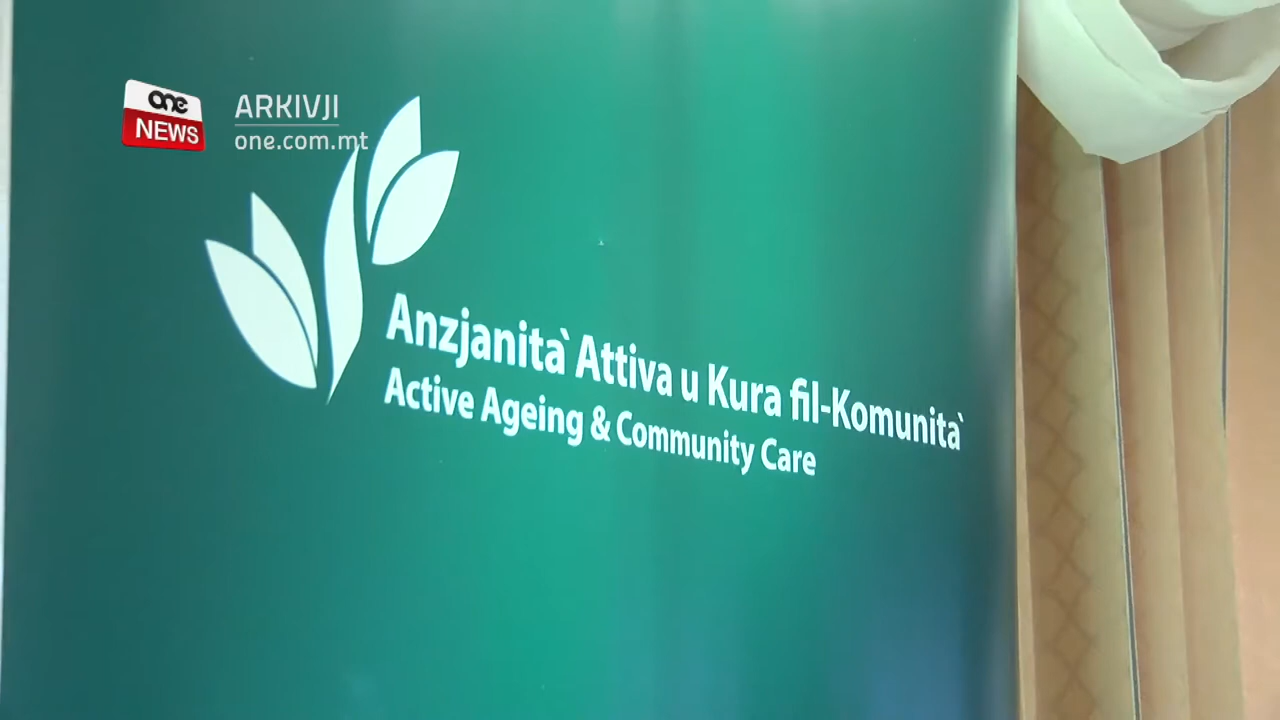 one
NEWS
ARKIVJI
one.com.mt
Anzjanità Attiva u Kura fil-Komunità
Active Ageing & Community Care